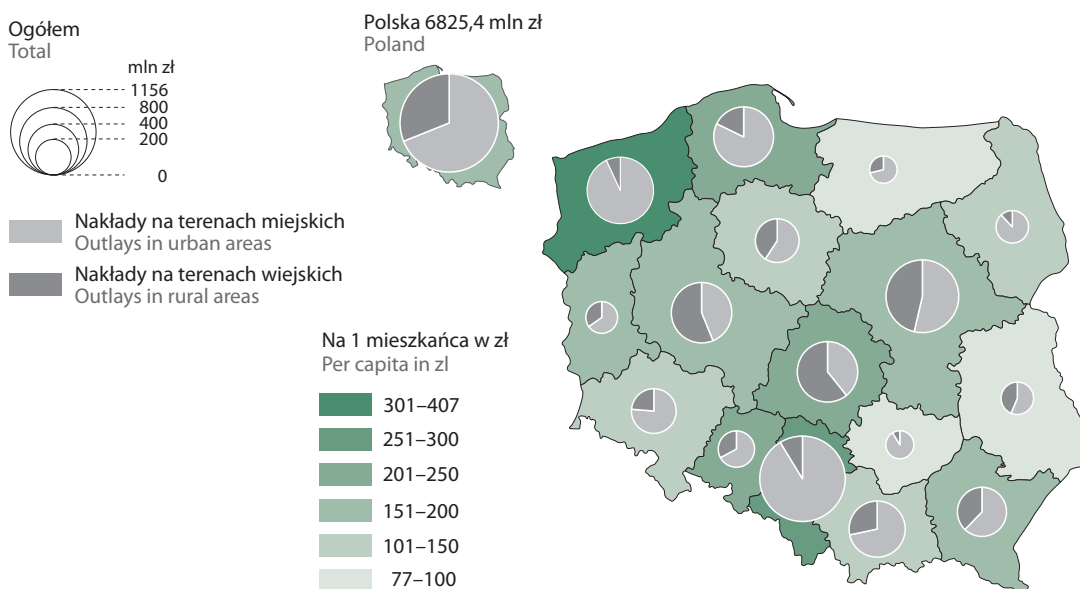 Ogółem
Total
mln zł
1156
800
400
200
0
Nakłady na terenach miejskich
Outlays in urban areas
Nakłady na terenach wiejskich
Outlays in rural areas
Polska 6825,4 mln zł
Poland
Na 1 mieszkańca w zł
Per capita in zl
301–407
251–300
201–250
151–200
101–150
77–100